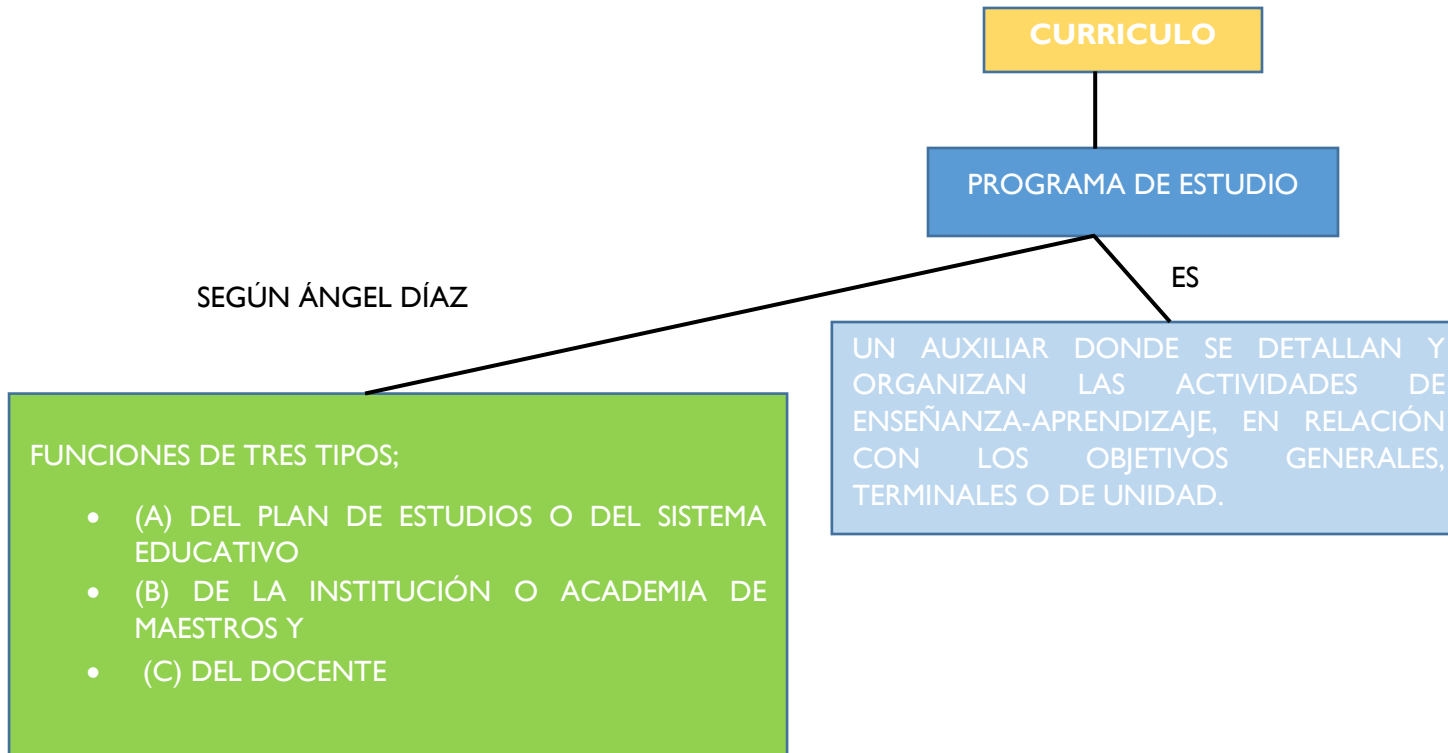 CURRICULO
PROGRAMA DE ESTUDIO
SEGÚN ÁNGEL DÍAZ
ES
UN AUXILIAR DONDE SE DETALLAN Y
ORGANIZAN LAS ACTIVIDADES DE
ENSEÑANZA-APRENDIZAJE, EN RELACIÓN
CON LOS OBJETIVOS GENERALES,
TERMINALES O DE UNIDAD.
FUNCIONES DE TRES TIPOS;
• (A) DEL PLAN DE ESTUDIOS O DEL SISTEMA
EDUCATIVO
• (B) DE LA INSTITUCIÓN O ACADEMIA DE
MAESTROS Y
• (C) DEL DOCENTE